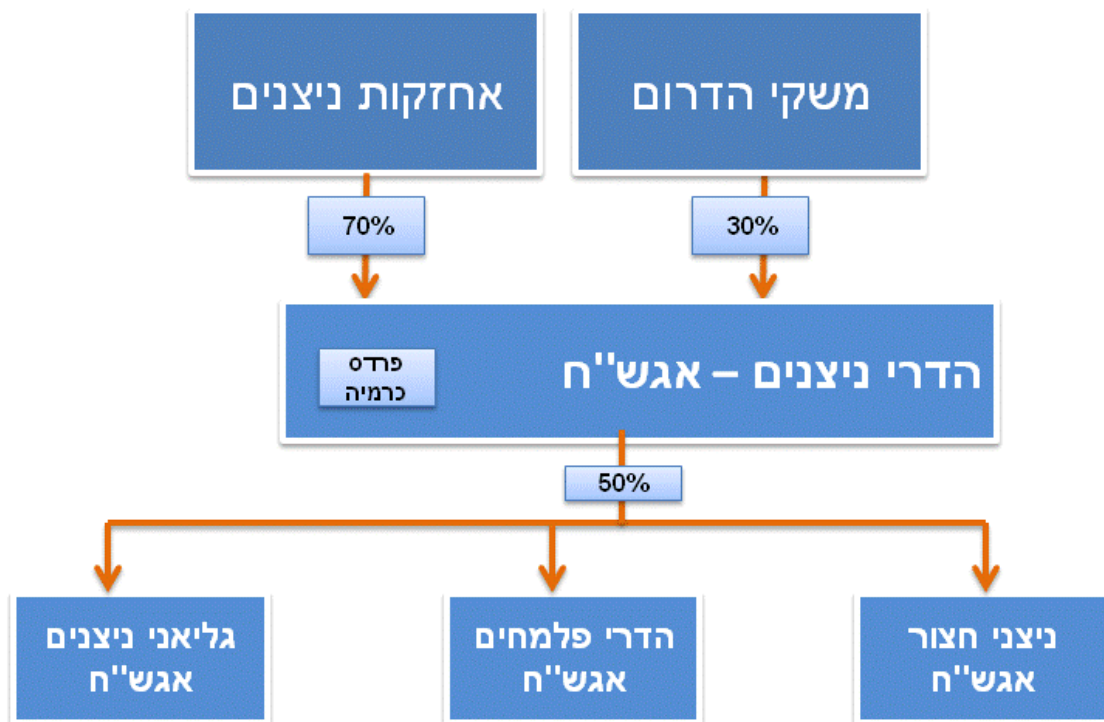 משקי הדרום
אחזקות ניצנים
30%
70%
הדרי ניצנים – אגש''ח
פרדס
כרמיה
50%
ניצני חצור
אגש''ח
הדרי פלמחים
אגש''ח
גליאני ניצנים
אגש''ח